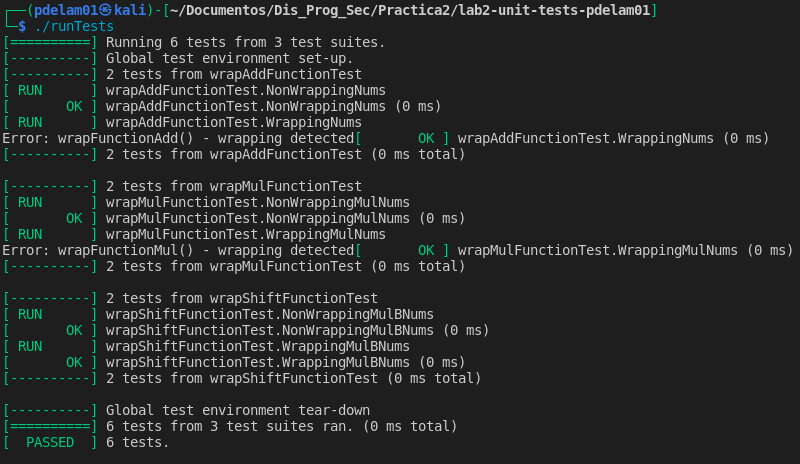 ┌──(pdelam01㉿kali)-[~/Documentos/Dis_Prog_Sec/Practica2/lab2-unit-tests-pdelam01]
└─$ ./runTests
[==========] Running 6 tests from 3 test suites.
[----------] Global test environment set-up.
[----------] 2 tests from wrapAddFunctionTest
[ RUN      ] wrapAddFunctionTest.NonWrappingNums
[       OK ] wrapAddFunctionTest.NonWrappingNums (0 ms)
[ RUN      ] wrapAddFunctionTest.WrappingNums
Error: wrapFunctionAdd() - wrapping detected[       OK ] wrapAddFunctionTest.WrappingNums (0 ms)
[----------] 2 tests from wrapAddFunctionTest (0 ms total)

[----------] 2 tests from wrapMulFunctionTest
[ RUN      ] wrapMulFunctionTest.NonWrappingMulNums
[       OK ] wrapMulFunctionTest.NonWrappingMulNums (0 ms)
[ RUN      ] wrapMulFunctionTest.WrappingMulNums
Error: wrapFunctionMul() - wrapping detected[       OK ] wrapMulFunctionTest.WrappingMulNums (0 ms)
[----------] 2 tests from wrapMulFunctionTest (0 ms total)

[----------] 2 tests from wrapShiftFunctionTest
[ RUN      ] wrapShiftFunctionTest.NonWrappingMulBNums
[       OK ] wrapShiftFunctionTest.NonWrappingMulBNums (0 ms)
[ RUN      ] wrapShiftFunctionTest.WrappingMulBNums
[       OK ] wrapShiftFunctionTest.WrappingMulBNums (0 ms)
[----------] 2 tests from wrapShiftFunctionTest (0 ms total)

[----------] Global test environment tear-down
[==========] 6 tests from 3 test suites ran. (0 ms total)
[  PASSED  ] 6 tests.